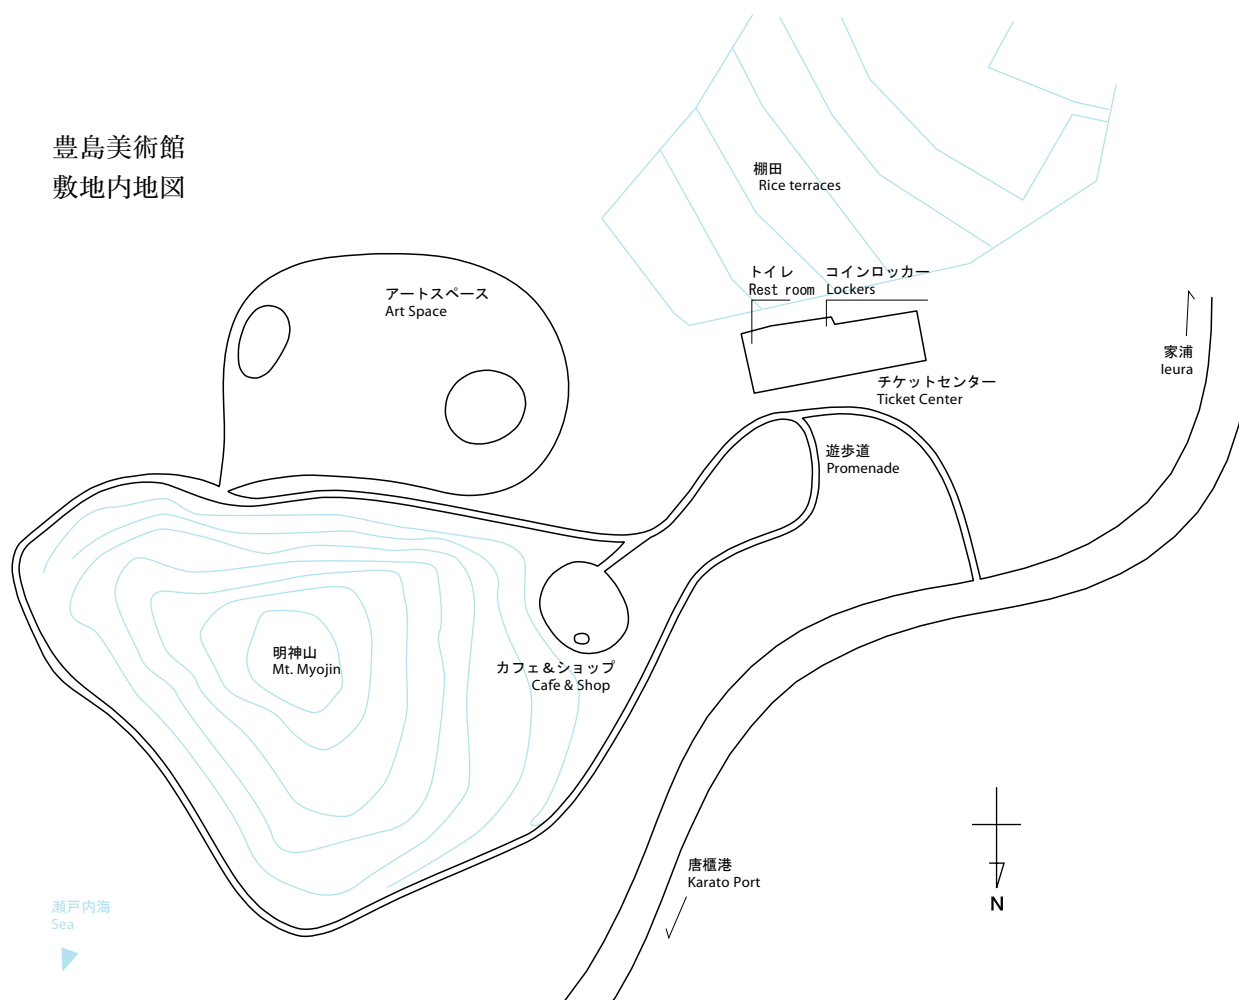 豊島美術館
敷地内地図
棚田
Rice terraces
トイレ
Rest room
コインロッカー
Lockers
アートスペース
Art Space
家浦
Ieura
チケットセンター
Ticket Center
遊歩道
Promenade
明神山
Mt. Myojin
カフェ＆ショップ
Cafe & Shop
唐櫃港
Karato Port
瀬戸内海
Sea
N